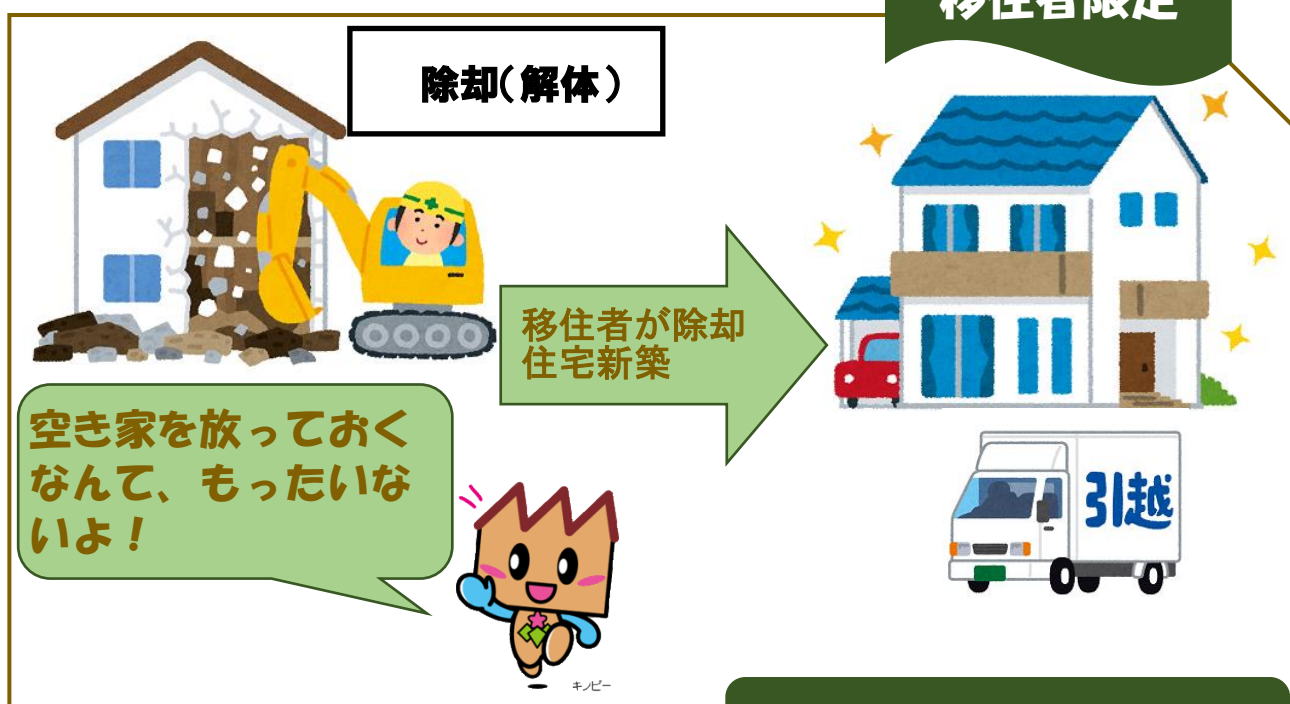 移住者限定
除却（解体）
移住者が除却
住宅新築
空き家を放っておく
なんて、もったいな
いよ！
引越
キノピー